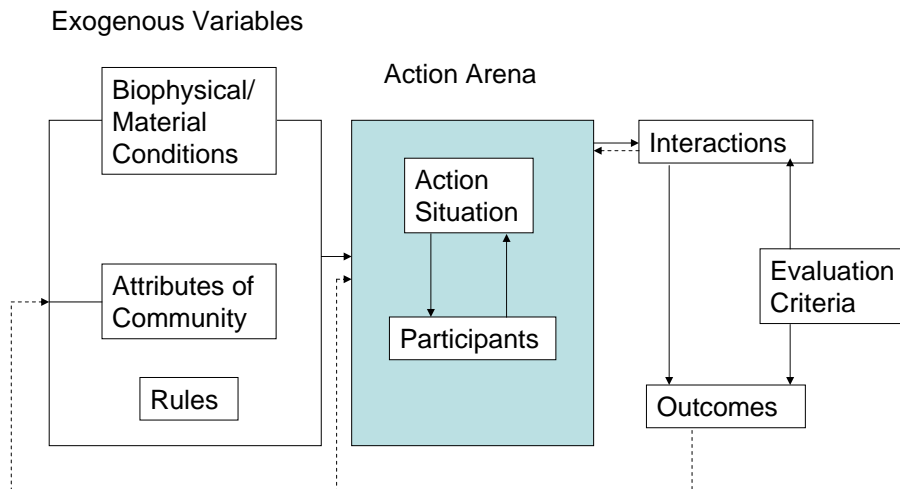 Exogenous Variables
Biophysical/
Material
Conditions
Attributes of
Community
Rules
Action Arena
Action
Situation
Participants
Interactions
Evaluation
Criteria
Outcomes